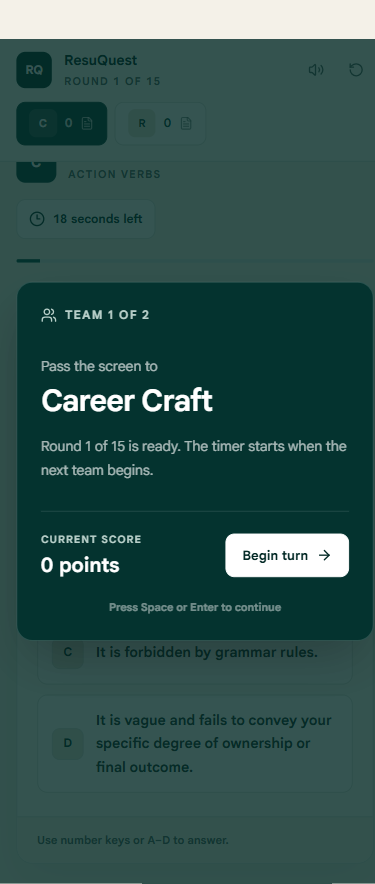 RQ
ResuQuest
ROUND 1 OF 15
C 0
R 0
ACTION VERBS
18 seconds left
TEAM 1 OF 2
Pass the screen to
Career Craft
Round 1 of 15 is ready. The timer starts when the
next team begins.
CURRENT SCORE
0 points
Begin turn
Press Space or Enter to continue
C
It is forbidden by grammar rules.
D
It is vague and fails to convey your
specific degree of ownership or
final outcome.
Use number keys or A–D to answer.